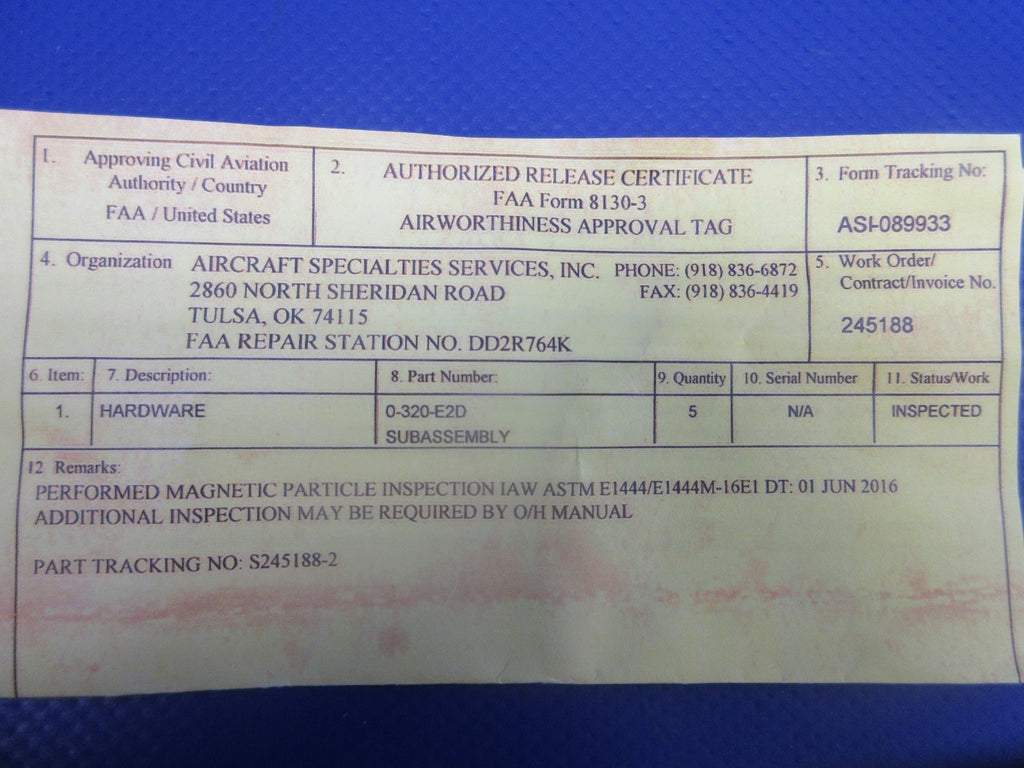 1. Approving Civil Aviation
Authority / Country
FAA / United States
2. AUTHORIZED RELEASE CERTIFICATE
FAA Form 8130-3
AIRWORTHINESS APPROVAL TAG
3. Form Tracking No:
ASI-089933
4. Organization AIRCRAFT SPECIALTIES SERVICES, INC. PHONE: (918) 836-6872
2860 NORTH SHERIDAN ROAD FAX: (918) 836-4419
TULSA, OK 74115
FAA REPAIR STATION NO. DD2R764K
5. Work Order/
Contract/Invoice No.
245188
6. Item: 7. Description: 8. Part Number: 9. Quantity 10. Serial Number 11. Status/Work
1. HARDWARE 0-320-E2D 5 N/A INSPECTED
SUBASSEMBLY
12 Remarks:
PERFORMED MAGNETIC PARTICLE INSPECTION IAW ASTM E1444/E1444M-16E1 DT: 01 JUN 2016
ADDITIONAL INSPECTION MAY BE REQUIRED BY O/H MANUAL
PART TRACKING NO: S245188-2